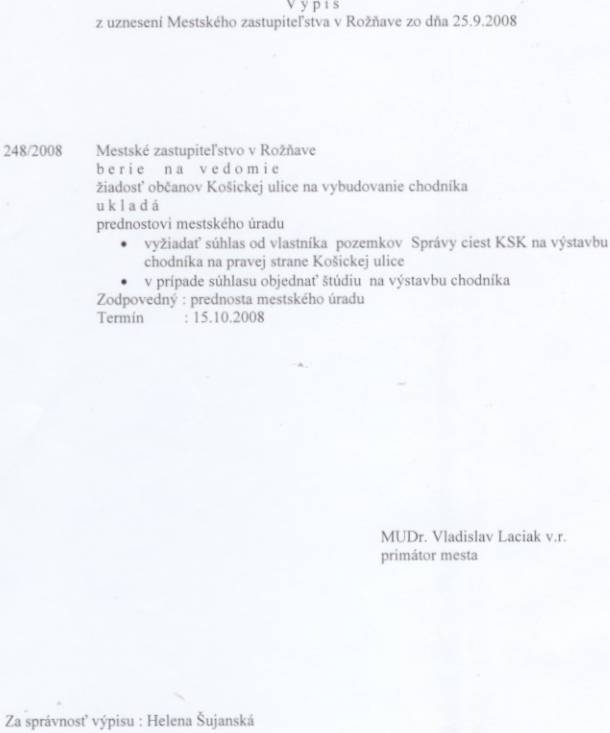 V ý p i s
z uznesení Mestského zastupiteľstva v Rožňave zo dňa 25.9.2008
248/2008 Mestské zastupiteľstvo v Rožňave
b e r i e n a v e d o m i e
žiadosť občanov Košickej ulice na vybudovanie chodníka
u k l a d á
prednostovi mestského úradu
• vyžiadať súhlas od vlastníka pozemkov Správy ciest KSK na výstavbu
chodníka na pravej strane Košickej ulice
• v prípade súhlasu objednať štúdiu na výstavbu chodníka
Zodpovedný : prednosta mestského úradu
Termín : 15.10.2008
MUDr. Vladislav Laciak v.r.
primátor mesta
Za správnosť výpisu : Helena Šujanská